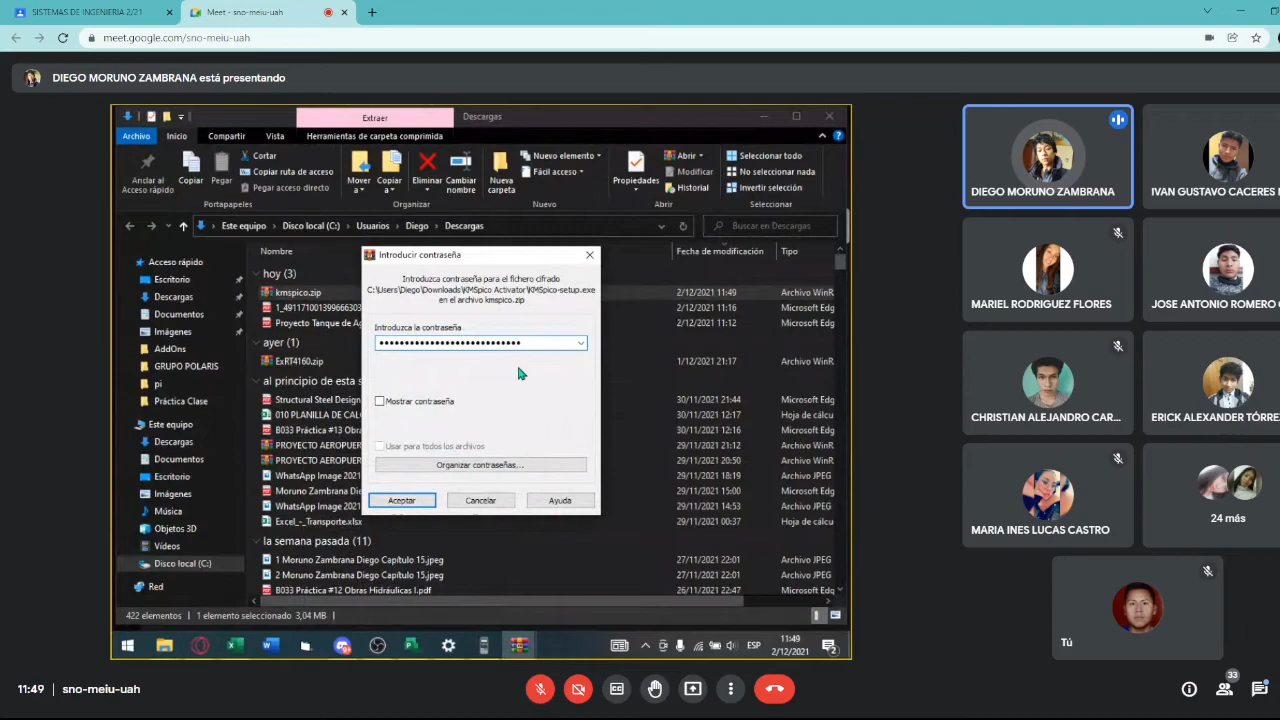 SISTEMAS DE INGENIERIA 2/21
Meet - sno-meiu-uah
meet.google.com/sno-meiu-uah
DIEGO MORUNO ZAMBRANA está presentando
Extraer
Descargas
Archivo
Inicio
Compartir
Vista
Herramientas de carpeta comprimida
Anclar al Acceso rápido
Copiar
Pegar
Cortar
Copiar ruta de acceso
Pegar acceso directo
Portapapeles
Mover a
Copiar a
Eliminar
Cambiar nombre
Organizar
Nueva carpeta
Nuevo elemento
Fácil acceso
Nuevo
Propiedades
Abrir
Modificar
Historial
Abrir
Seleccionar todo
No seleccionar nada
Invertir selección
Seleccionar
Este equipo > Disco local (C:) > Usuarios > Diego > Descargas
Buscar en Descargas
Acceso rápido
Escritorio
Descargas
Documentos
Imágenes
AddOns
GRUPO POLARIS
pi
Práctica Clase
Este equipo
Descargas
Documentos
Escritorio
Imágenes
Música
Objetos 3D
Vídeos
Disco local (C:)
Red
Nombre
Fecha de modificación
Tipo
hoy (3)
kmspico.zip 2/12/2021 11:49 Archivo WinR
1_4911710013996663​03 2/12/2021 11:16 Microsoft Edg
Proyecto Tanque de Ag 2/12/2021 11:12 Microsoft Edg
ayer (1)
ExRT4160.zip 1/12/2021 21:17 Archivo WinR
al principio de esta s
Structural Steel Design 30/11/2021 21:44 Microsoft Edg
010 PLANILLA DE CALC 30/11/2021 12:17 Hoja de cálcu
B033 Práctica #13 Obras 30/11/2021 12:16 Microsoft Edg
PROYECTO AEROPUER 29/11/2021 21:12 Archivo WinR
PROYECTO AEROPUER 29/11/2021 20:50 Archivo WinR
WhatsApp Image 2021 29/11/2021 18:19 Archivo JPEG
Moruno Zambrana Die 29/11/2021 15:00 Microsoft Edg
WhatsApp Image 2021 29/11/2021 14:53 Archivo JPEG
Excel_-_Transporte.xlsx 29/11/2021 00:37 Hoja de cálcu
la semana pasada (11)
1 Moruno Zambrana Diego Capítulo 15.jpeg 27/11/2021 22:01 Archivo JPEG
2 Moruno Zambrana Diego Capítulo 15.jpeg 27/11/2021 22:01 Archivo JPEG
B033 Práctica #12 Obras Hidráulicas I.pdf 26/11/2021 22:47 Microsoft Edg
Introducir contraseña
Introduzca contraseña para el fichero cifrado
C:\Users\Diego\Downloads\KMSpico Activator\KMSpico-setup.exe
en el archivo kmspico.zip
Introduzca la contraseña
Mostrar contraseña
Usar para todos los archivos
Organizar contraseñas...
Aceptar
Cancelar
Ayuda
422 elementos
1 elemento seleccionado 3,04 MB
ESP
11:49
2/12/2021
2
DIEGO MORUNO ZAMBRANA
IVAN GUSTAVO CACERES
MARIEL RODRIGUEZ FLORES
JOSE ANTONIO ROMERO
CHRISTIAN ALEJANDRO CAR...
ERICK ALEXANDER TÓRRE
MARIA INES LUCAS CASTRO
24 más
Tú
11:49 | sno-meiu-uah
33